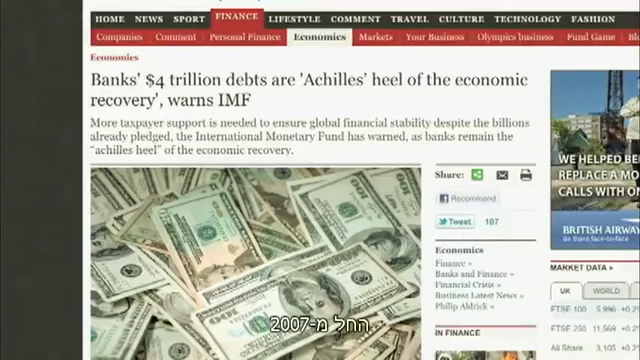 HOME NEWS SPORT FINANCE LIFESTYLE COMMENT TRAVEL CULTURE TECHNOLOGY FASHION
Companies Comment Personal Finance Economics Markets Your Business Olympics business Fund Game
Economics
Banks' $4 trillion debts are 'Achilles' heel of the economic
recovery', warns IMF
More taxpayer support is needed to ensure global financial stability despite the billions
already pledged, the International Monetary Fund has warned, as banks remain the
“achilles heel” of the economic recovery.
Share:
Recommend
Tweet 107
Economics
Finance »
Banks and Finance »
Financial Crisis »
Business Latest News »
Philip Aldrick »
IN FINANCE
WE HELPED
REPLACE A
CALLS WITH
BRITISH AIRWAY
Be there face-to-face
MARKET DATA »
UK WORLD
FTSE 100
FTSE 250
All Share
החל מ-2007,